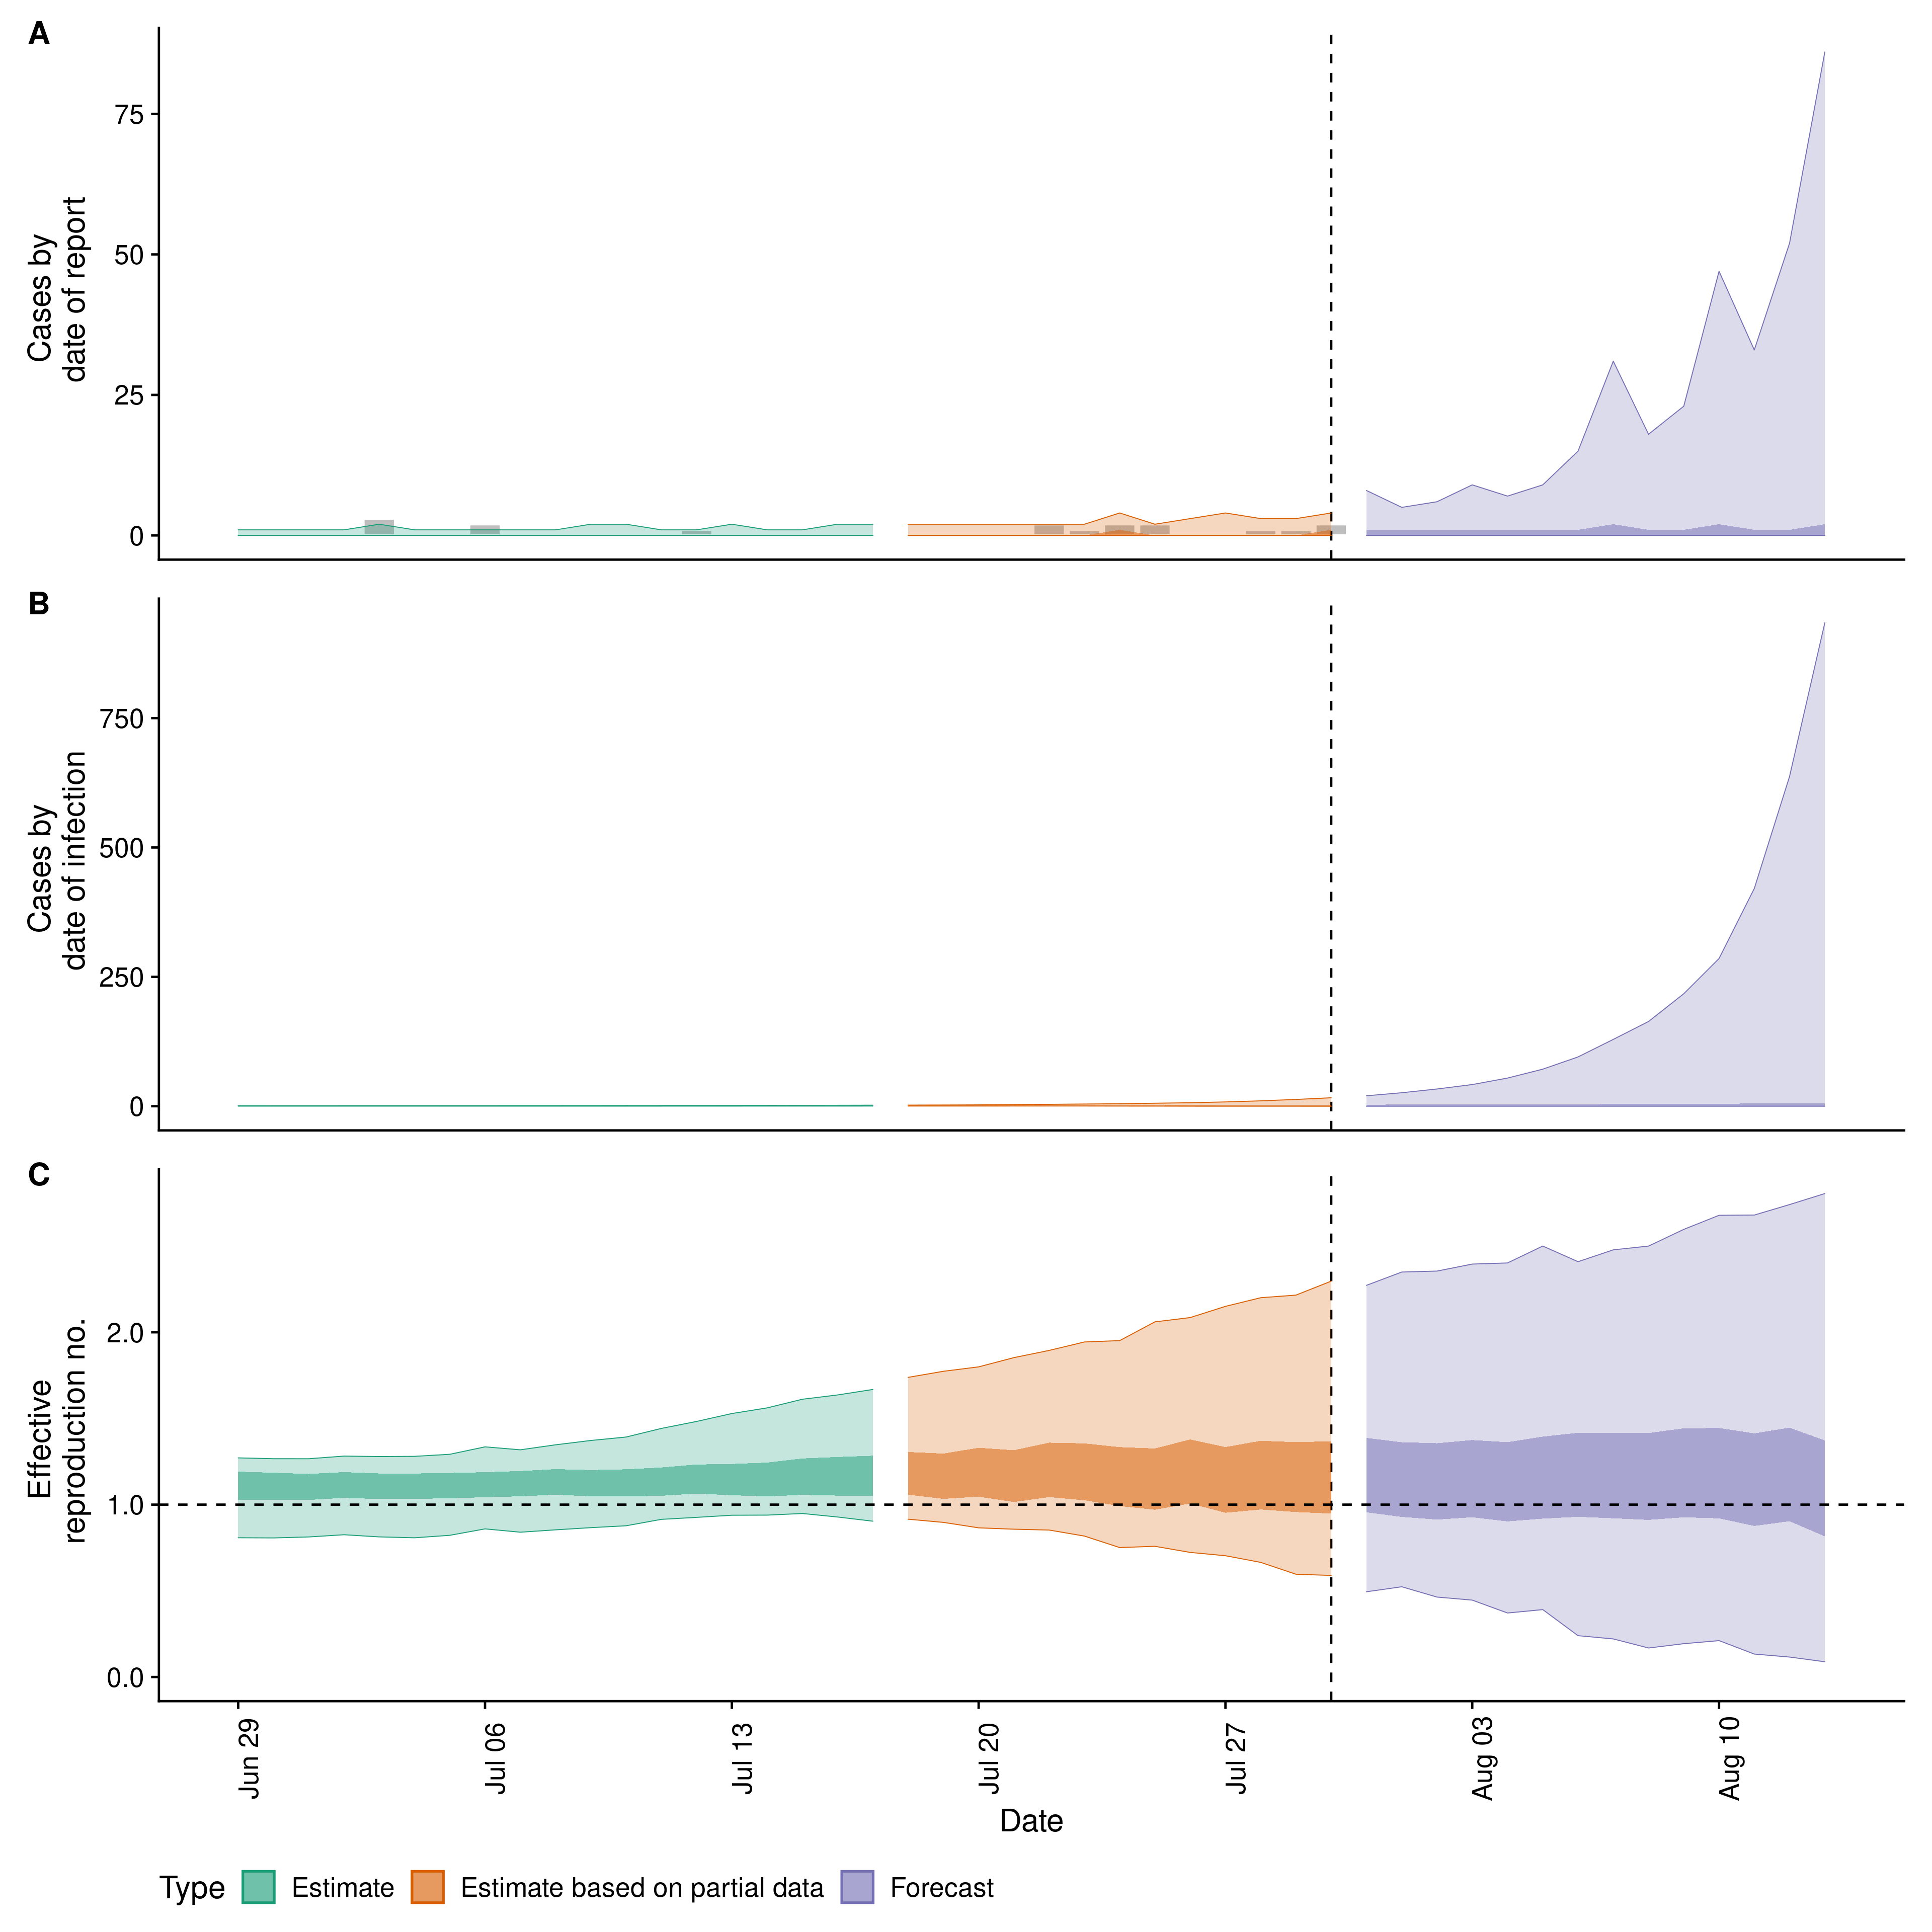 A
Cases by
date of report
75
50
25
0
B
Cases by
date of infection
750
500
250
0
C
Effective
reproduction no.
2.0
1.0
0.0
Jun 29
Jul 06
Jul 13
Jul 20
Jul 27
Aug 03
Aug 10
Date
Type Estimate Estimate based on partial data Forecast